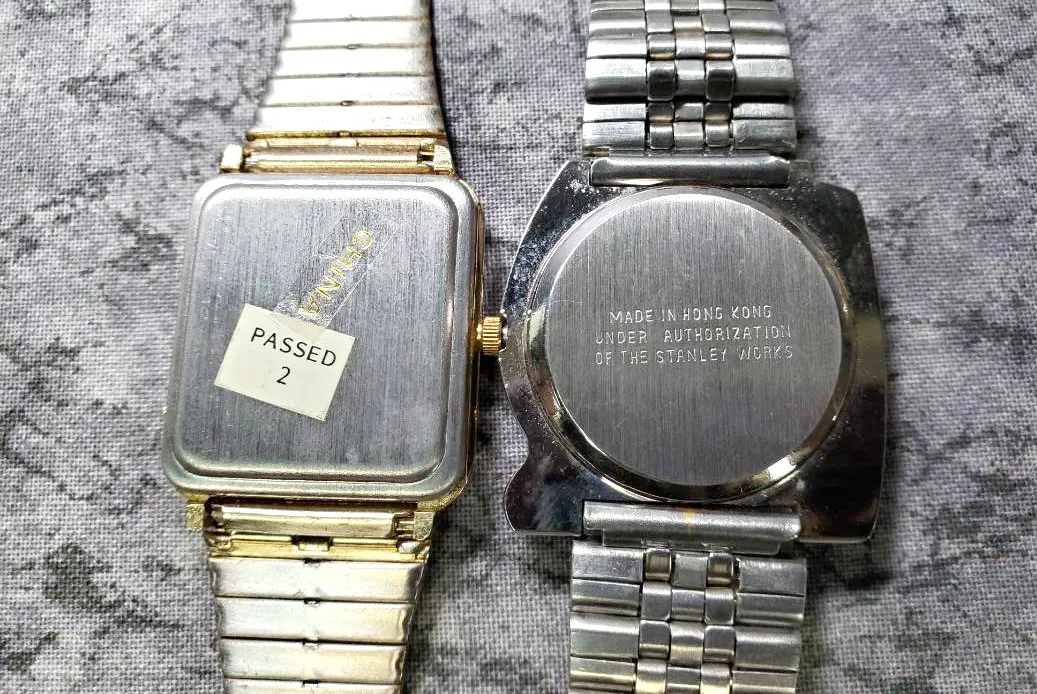 CHINA
PASSED
2
MADE IN HONG KONG
UNDER AUTHORIZATION
OF THE STANLEY WORKS